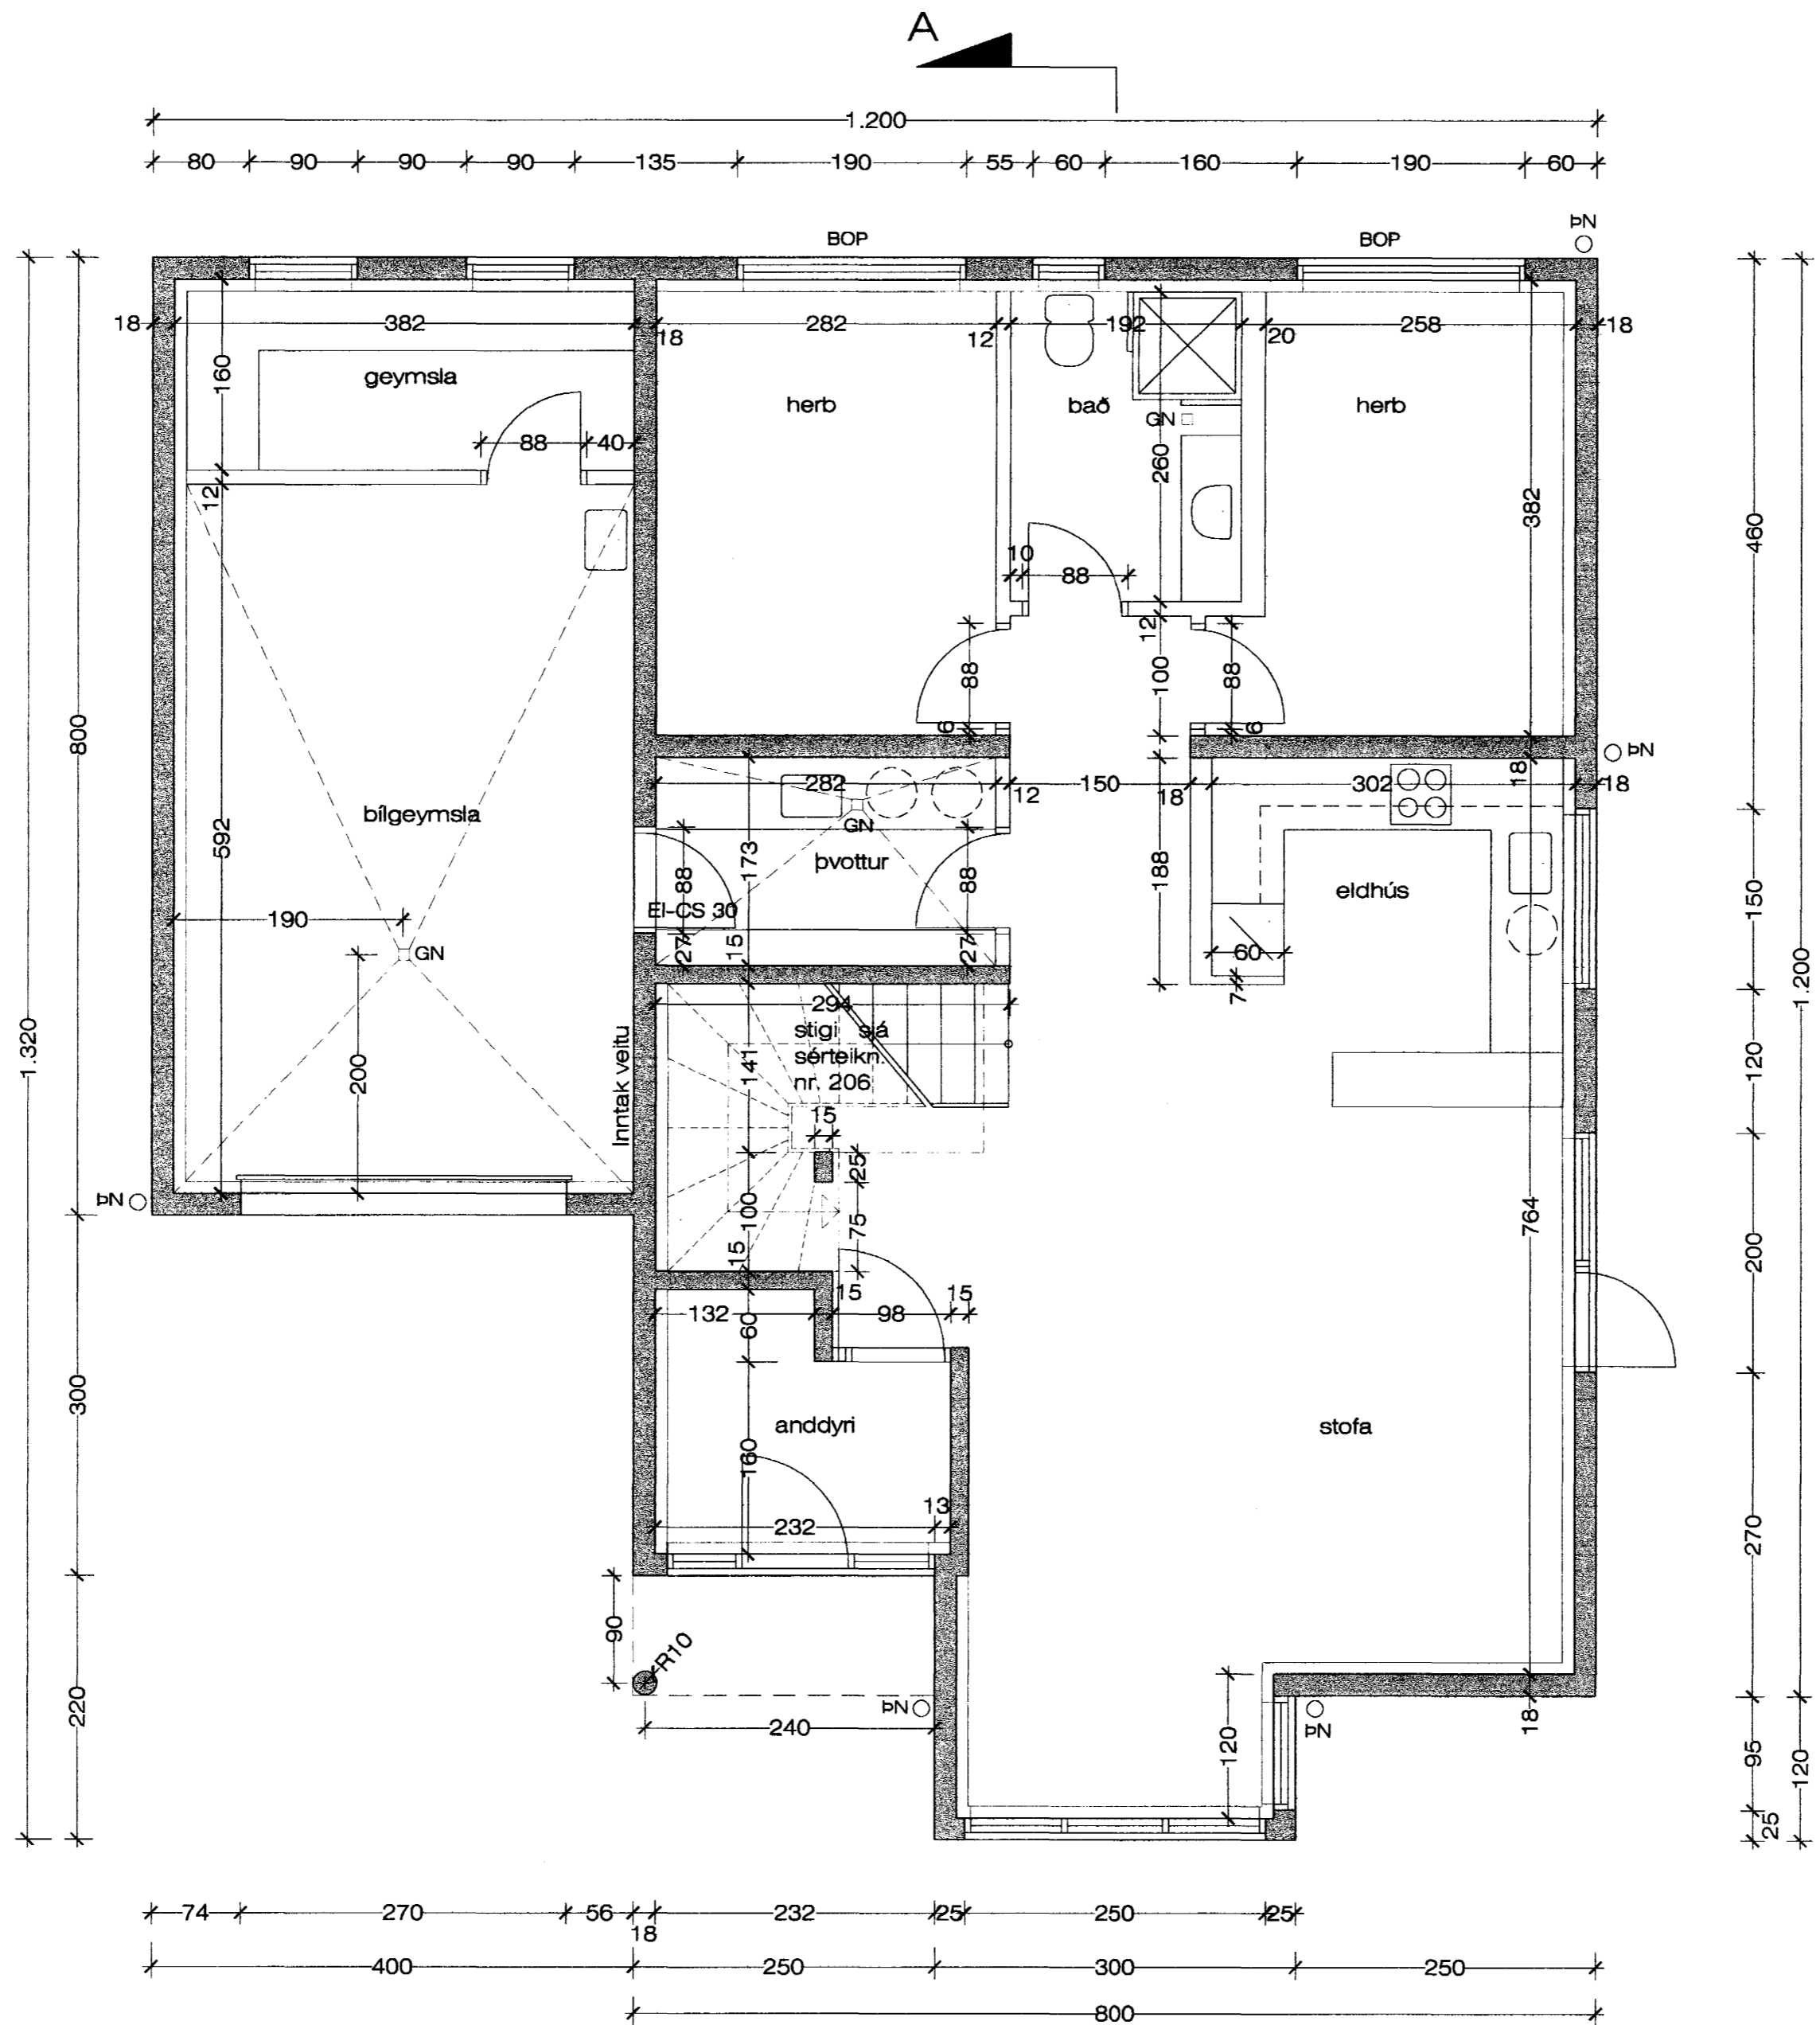 A
1.200
80 90 90 90 135 190 55 60 160 190 60
BOP BOP ÞN
18 382 18 282 12 192 20 258 18
160
geymsla
herb
bað
herb
GN
88 40
12
260
382
10
88
12
88
100
88
6
6
460
800
1.320
ÞN
282 12 150 18 302 18 18
bílgeymsla
GN
592
þvottur
eldhús
88
173
88
188
150
1.200
EI-CS 30
190
GN
27 15 27
60
7
294
stigi sjá
sérteikn.
nr. 206
Inntak veitu
141
200
120
15
25
ÞN
100
75
764
200
15
15 15
132 98
60
300
anddyri
stofa
160
13
232
270
90
R10
ÞN
220
240
120
18
ÞN
95
120
25
74 270 56 18 232 25 250 25
400 250 300 250
800